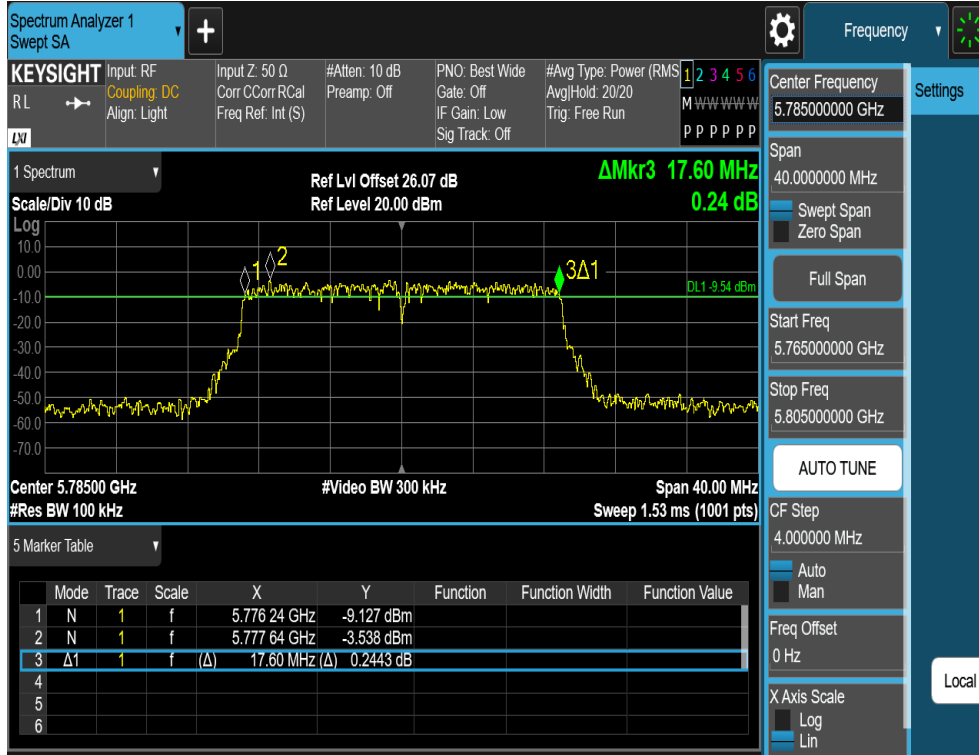 Spectrum Analyzer 1
Swept SA
+
Frequency
KEYSIGHT
RL
LXI
Input: RF
Coupling: DC
Align: Light
Input Z: 50 Ω
Corr CCorr RCal
Freq Ref: Int (S)
#Atten: 10 dB
Preamp: Off
PNO: Best Wide
Gate: Off
IF Gain: Low
Sig Track: Off
#Avg Type: Power (RMS
Avg|Hold: 20/20
Trig: Free Run
1 2 3 4 5 6
M W W W W W
P P P P P P
Center Frequency
5.785000000 GHz
Settings
1 Spectrum
Scale/Div 10 dB
Ref Lvl Offset 26.07 dB
Ref Level 20.00 dBm
ΔMkr3 17.60 MHz
0.24 dB
Log
10.0
0.00
-10.0
-20.0
-30.0
-40.0
-50.0
-60.0
-70.0
1
2
3Δ1
DL1 -9.54 dBm
Center 5.78500 GHz
#Video BW 300 kHz
Span 40.00 MHz
#Res BW 100 kHz
Sweep 1.53 ms (1001 pts)
Span
40.0000000 MHz
Swept Span
Zero Span
Full Span
Start Freq
5.765000000 GHz
Stop Freq
5.805000000 GHz
AUTO TUNE
CF Step
4.000000 MHz
Auto
Man
Freq Offset
0 Hz
X Axis Scale
Log
Lin
Local
5 Marker Table
Mode Trace Scale X Y Function Function Width Function Value
1 N 1 f 5.776 24 GHz -9.127 dBm
2 N 1 f 5.777 64 GHz -3.538 dBm
3 Δ1 1 f (Δ) 17.60 MHz (Δ) 0.2443 dB
4
5
6